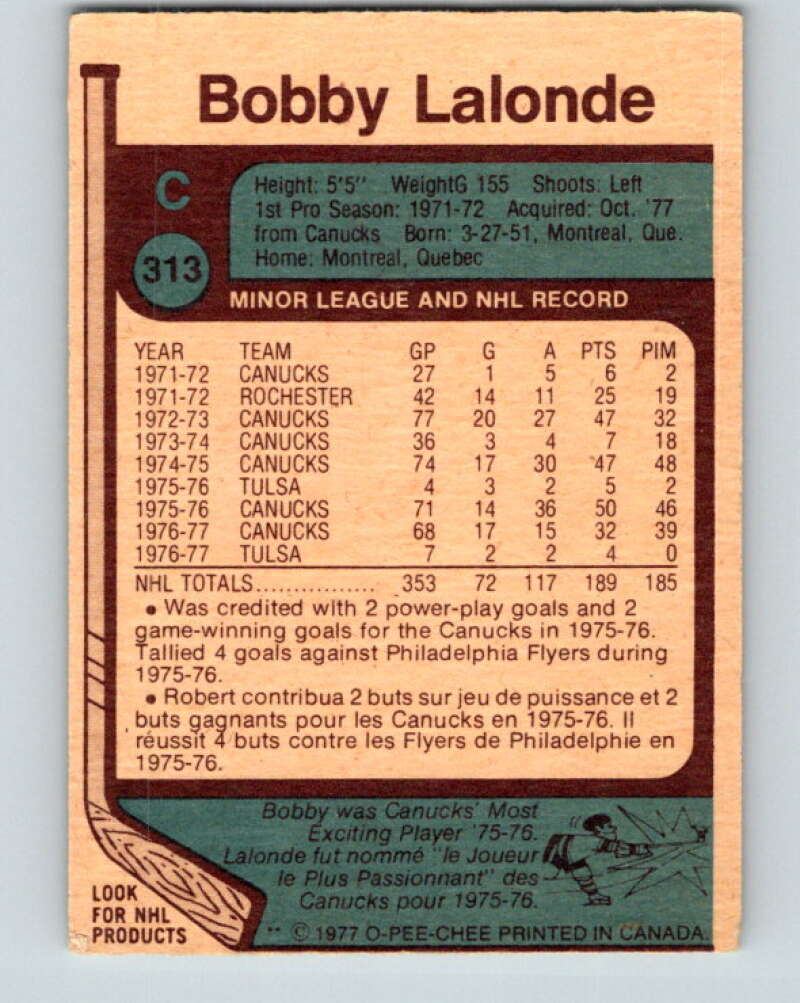 Bobby Lalonde
C
313
Height: 5'5" WeightG 155 Shoots: Left
1st Pro Season: 1971-72 Acquired: Oct. '77
from Canucks Born: 3-27-51, Montreal, Que.
Home: Montreal, Quebec
MINOR LEAGUE AND NHL RECORD
YEAR TEAM GP G A PTS PIM
1971-72 CANUCKS 27 1 5 6 2
1971-72 ROCHESTER 42 14 11 25 19
1972-73 CANUCKS 77 20 27 47 32
1973-74 CANUCKS 36 3 4 7 18
1974-75 CANUCKS 74 17 30 47 48
1975-76 TULSA 4 3 2 5 2
1975-76 CANUCKS 71 14 36 50 46
1976-77 CANUCKS 68 17 15 32 39
1976-77 TULSA 7 2 2 4 0
NHL TOTALS................ 353 72 117 189 185
• Was credited with 2 power-play goals and 2
game-winning goals for the Canucks in 1975-76.
Tallied 4 goals against Philadelphia Flyers during
1975-76.
• Robert contribua 2 buts sur jeu de puissance et 2
buts gagnants pour les Canucks en 1975-76. Il
réussit 4 buts contre les Flyers de Philadelphie en
1975-76.
Bobby was Canucks' Most
Exciting Player '75-76.
Lalonde fut nommé "le Joueur
le Plus Passionnant" des
Canucks pour 1975-76.
LOOK
FOR NHL
PRODUCTS
** © 1977 O-PEE-CHEE PRINTED IN CANADA.